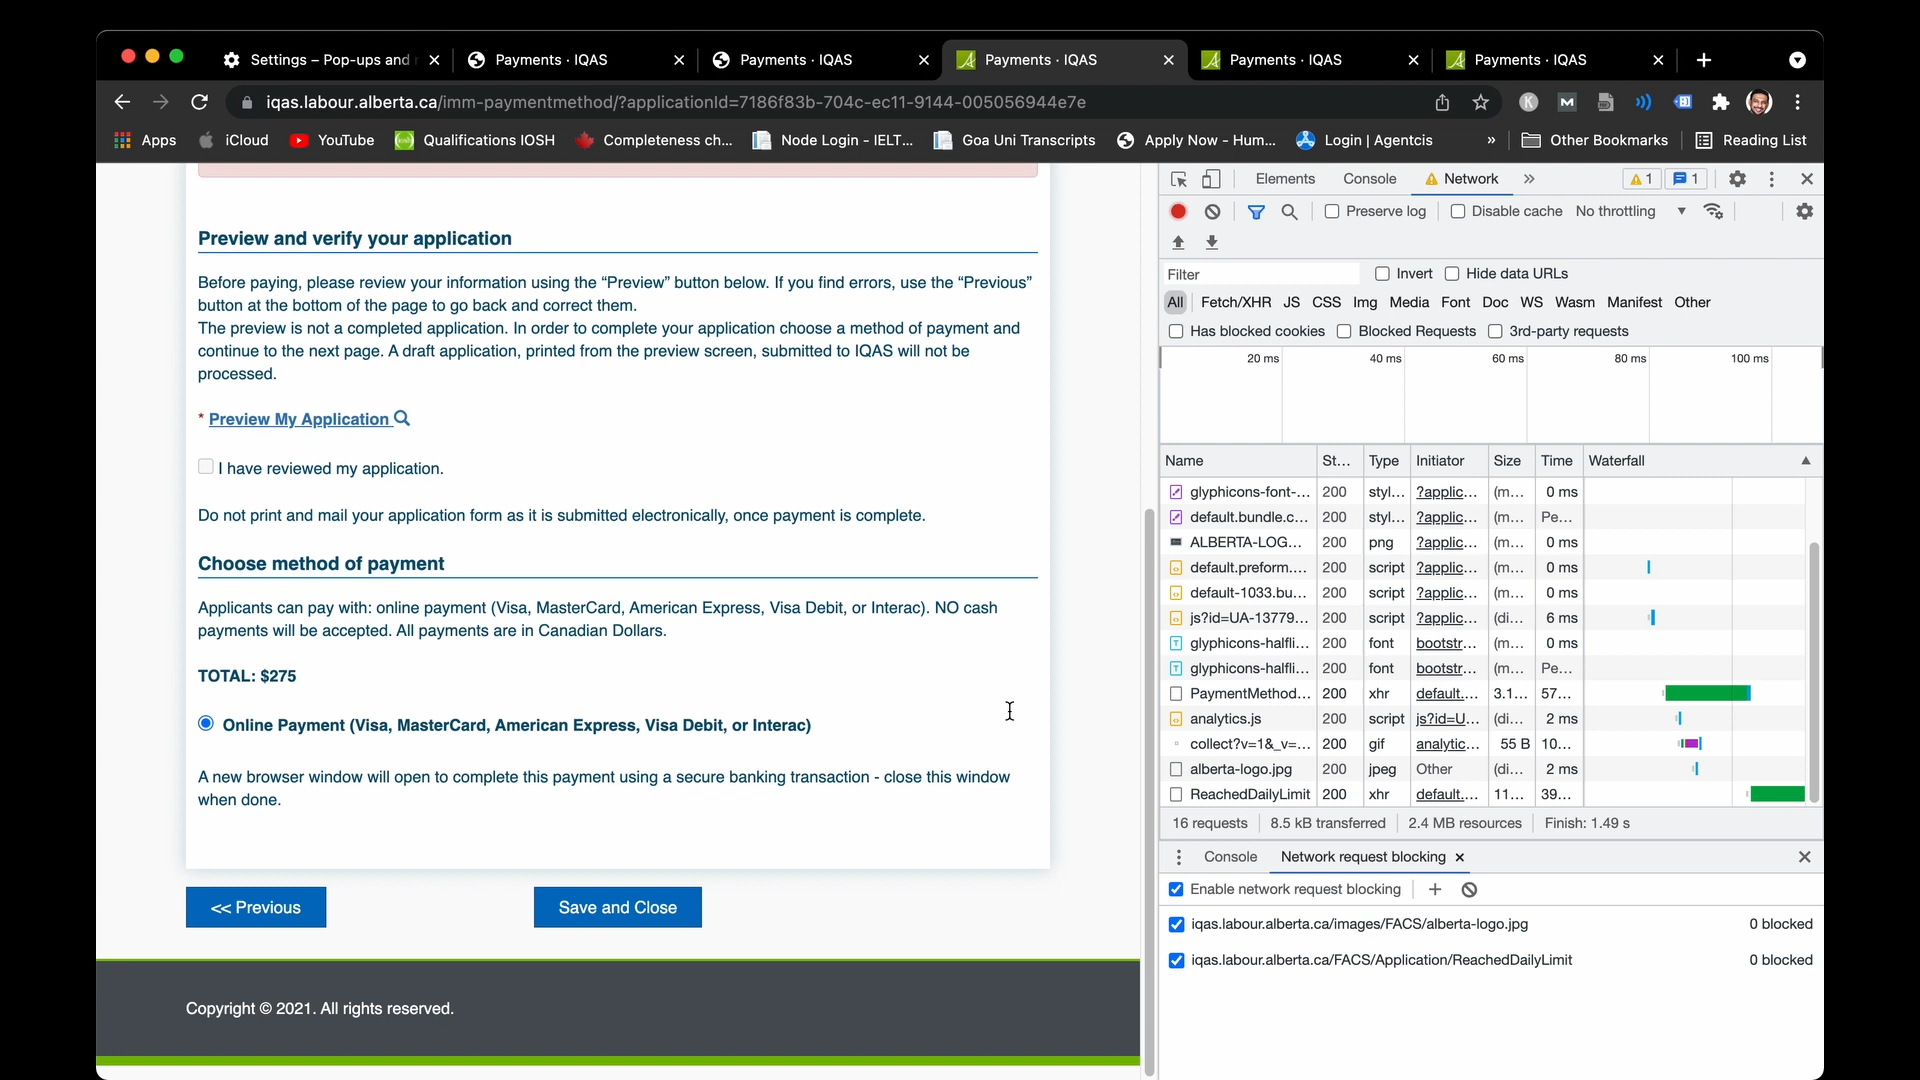 Settings – Pop-ups and
Payments · IQAS
Payments · IQAS
Payments · IQAS
Payments · IQAS
Payments · IQAS
iqas.labour.alberta.ca/imm-paymentmethod/?applicationId=7186f83b-704c-ec11-9144-005056944e7e
Apps
iCloud
YouTube
Qualifications IOSH
Completeness ch...
Node Login - IELT...
Goa Uni Transcripts
Apply Now - Hum...
Login | Agentcis
»
Other Bookmarks
Reading List
Preview and verify your application
Before paying, please review your information using the “Preview” button below. If you find errors, use the “Previous”
button at the bottom of the page to go back and correct them.
The preview is not a completed application. In order to complete your application choose a method of payment and
continue to the next page. A draft application, printed from the preview screen, submitted to IQAS will not be
processed.
* Preview My Application
I have reviewed my application.
Do not print and mail your application form as it is submitted electronically, once payment is complete.
Choose method of payment
Applicants can pay with: online payment (Visa, MasterCard, American Express, Visa Debit, or Interac). NO cash
payments will be accepted. All payments are in Canadian Dollars.
TOTAL: $275
Online Payment (Visa, MasterCard, American Express, Visa Debit, or Interac)
A new browser window will open to complete this payment using a secure banking transaction - close this window
when done.
<< Previous
Save and Close
Copyright © 2021. All rights reserved.
Elements Console Network » 1 1
Preserve log Disable cache No throttling
Filter Invert Hide data URLs
All Fetch/XHR JS CSS Img Media Font Doc WS Wasm Manifest Other
Has blocked cookies Blocked Requests 3rd-party requests
20 ms 40 ms 60 ms 80 ms 100 ms
Name St... Type Initiator Size Time Waterfall
glyphicons-font-... 200 styl... ?applic... (m... 0 ms
default.bundle.c... 200 styl... ?applic... (m... Pe...
ALBERTA-LOG... 200 png ?applic... (m... 0 ms
default.preform.... 200 script ?applic... (m... 0 ms
default-1033.bu... 200 script ?applic... (m... 0 ms
js?id=UA-13779... 200 script ?applic... (di... 6 ms
glyphicons-halfli... 200 font bootstr... (m... 0 ms
glyphicons-halfli... 200 font bootstr... (m... Pe...
PaymentMethod... 200 xhr default.... 3.1... 57...
analytics.js 200 script js?id=U... (di... 2 ms
collect?v=1&_v=... 200 gif analytic... 55 B 10...
alberta-logo.jpg 200 jpeg Other (di... 2 ms
ReachedDailyLimit 200 xhr default.... 11... 39...
16 requests 8.5 kB transferred 2.4 MB resources Finish: 1.49 s
Console Network request blocking
Enable network request blocking
iqas.labour.alberta.ca/images/FACS/alberta-logo.jpg 0 blocked
iqas.labour.alberta.ca/FACS/Application/ReachedDailyLimit 0 blocked